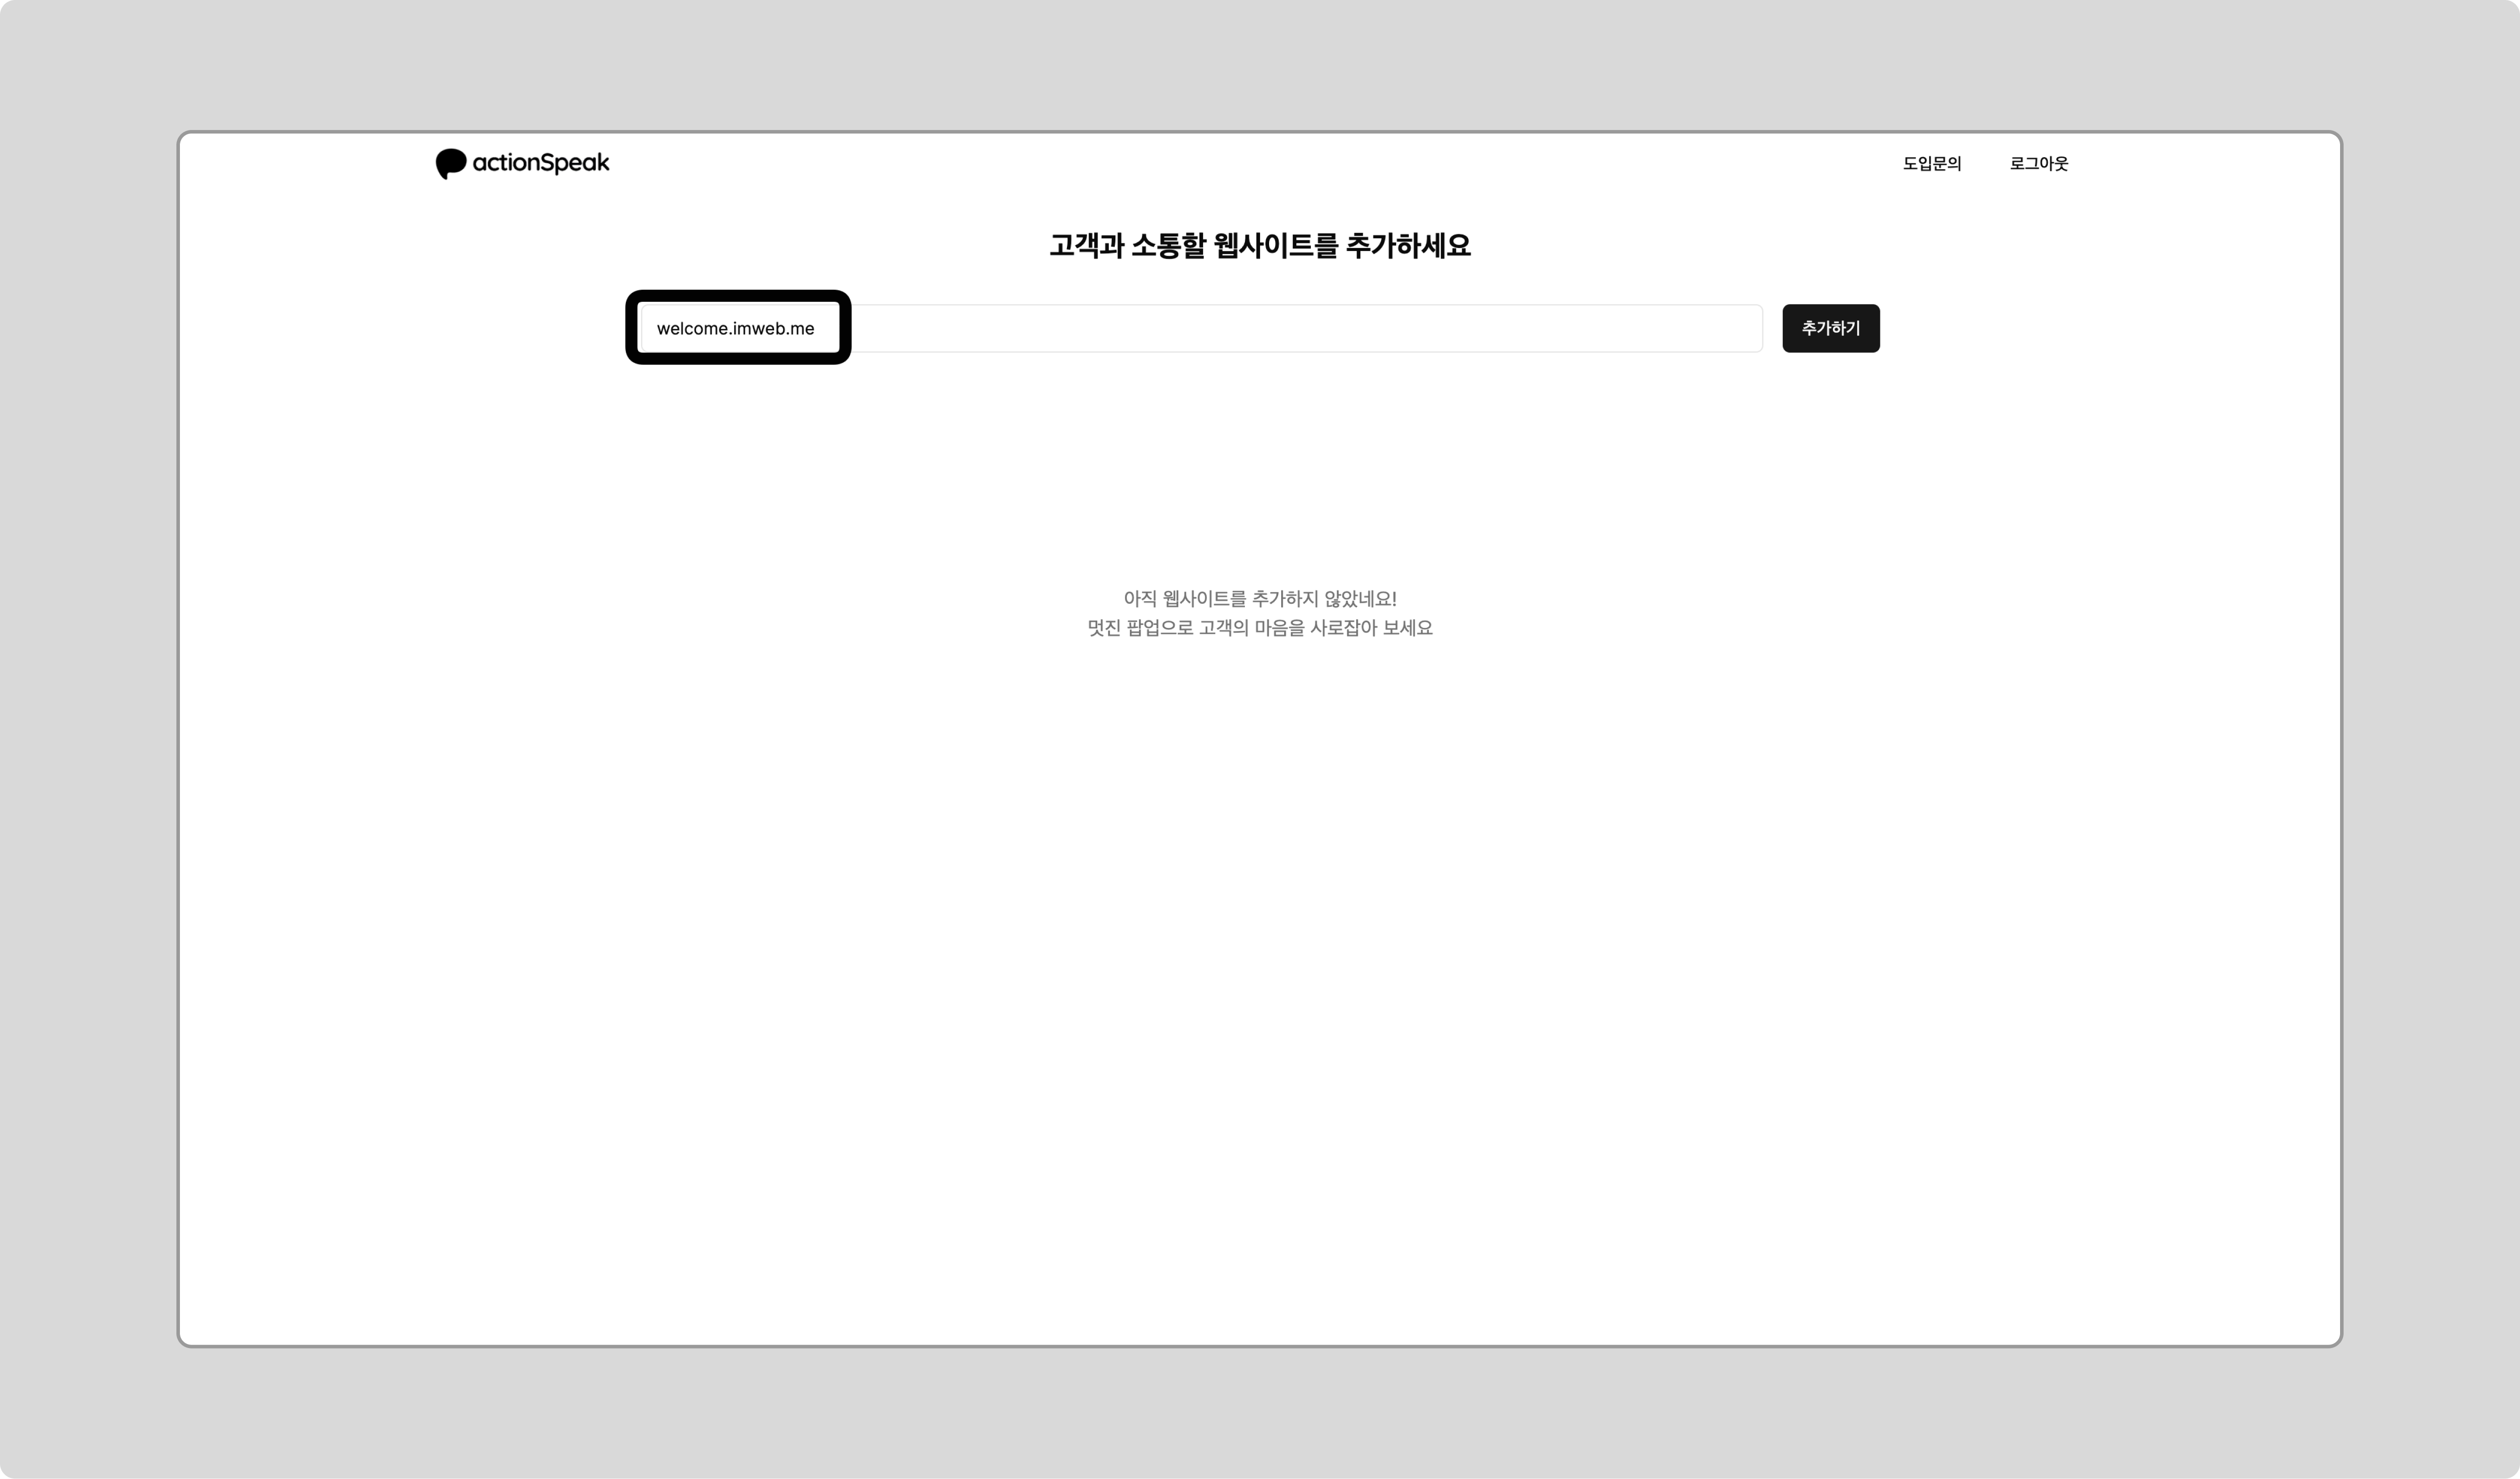 actionSpeak 도입문의 로그아웃
고객과 소통할 웹사이트를 추가하세요
welcome.imweb.me 추가하기
아직 웹사이트를 추가하지 않았네요!
멋진 팝업으로 고객의 마음을 사로잡아 보세요